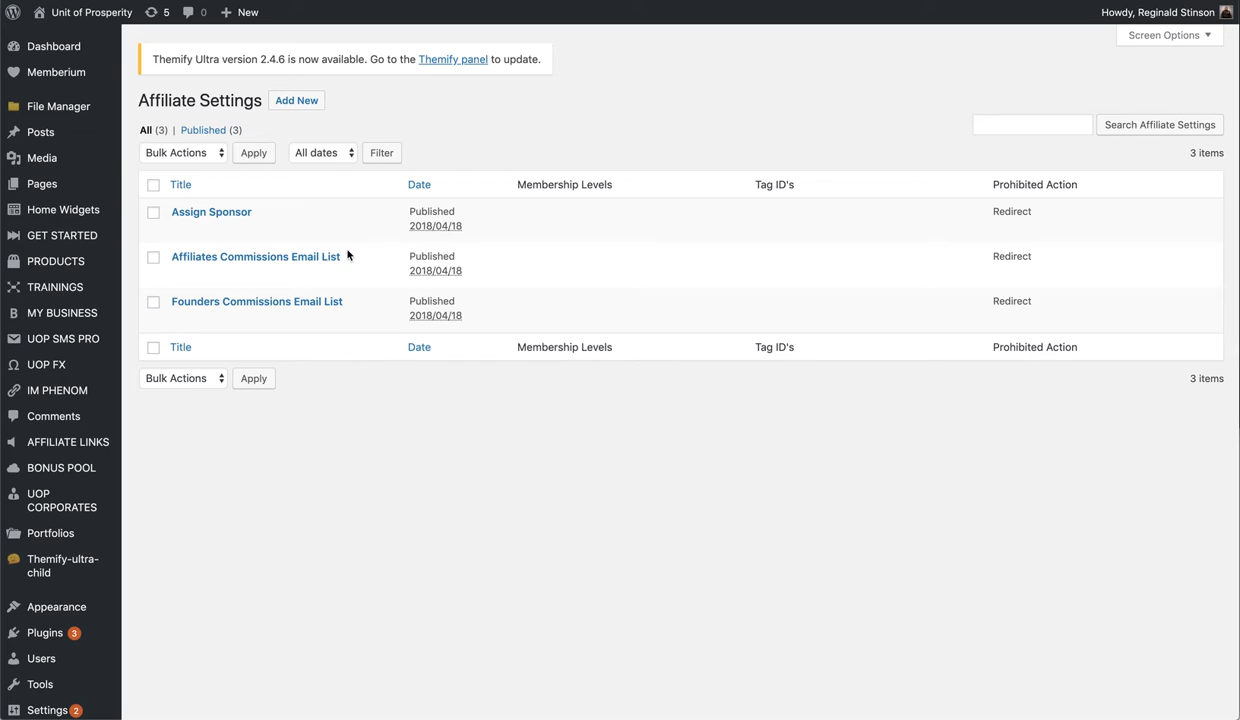 Unit of Prosperity 5 0 New Howdy, Reginald Stinson
Screen Options
Dashboard
Memberium
File Manager
Posts
Media
Pages
Home Widgets
GET STARTED
PRODUCTS
TRAININGS
MY BUSINESS
UOP SMS PRO
UOP FX
IM PHENOM
Comments
AFFILIATE LINKS
BONUS POOL
UOP
CORPORATES
Portfolios
Themify-ultra-
child
Appearance
Plugins 3
Users
Tools
Settings 2
Themify Ultra version 2.4.6 is now available. Go to the Themify panel to update.
Affiliate Settings Add New
All (3) | Published (3)
Search Affiliate Settings
Bulk Actions Apply All dates Filter 3 items
Title Date Membership Levels Tag ID's Prohibited Action
Assign Sponsor Published Redirect
2018/04/18
Affiliates Commissions Email List Published Redirect
2018/04/18
Founders Commissions Email List Published Redirect
2018/04/18
Title Date Membership Levels Tag ID's Prohibited Action
Bulk Actions Apply 3 items